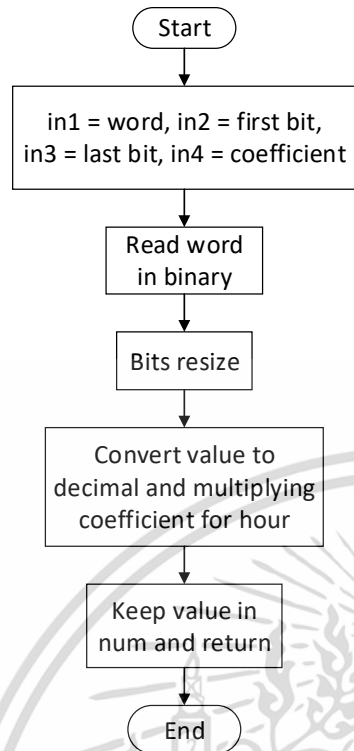 Start
in1 = word, in2 = first bit,
in3 = last bit, in4 = coefficient
Read word
in binary
Bits resize
Convert value to
decimal and multiplying
coefficient for hour
Keep value in
num and return
End